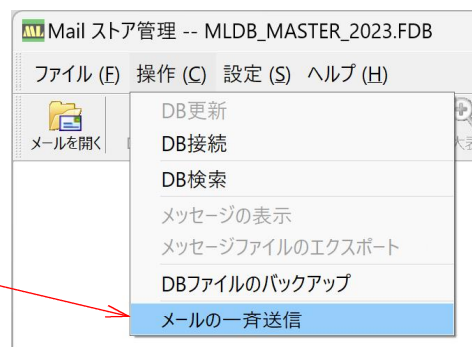 Mail ストア管理 -- MLDB_MASTER_2023.FDB
ファイル (F) 操作 (C) 設定 (S) ヘルプ (H)
メールを開く
DB更新
DB接続
DB検索
メッセージの表示
メッセージファイルのエクスポート
DBファイルのバックアップ
メールの一斉送信